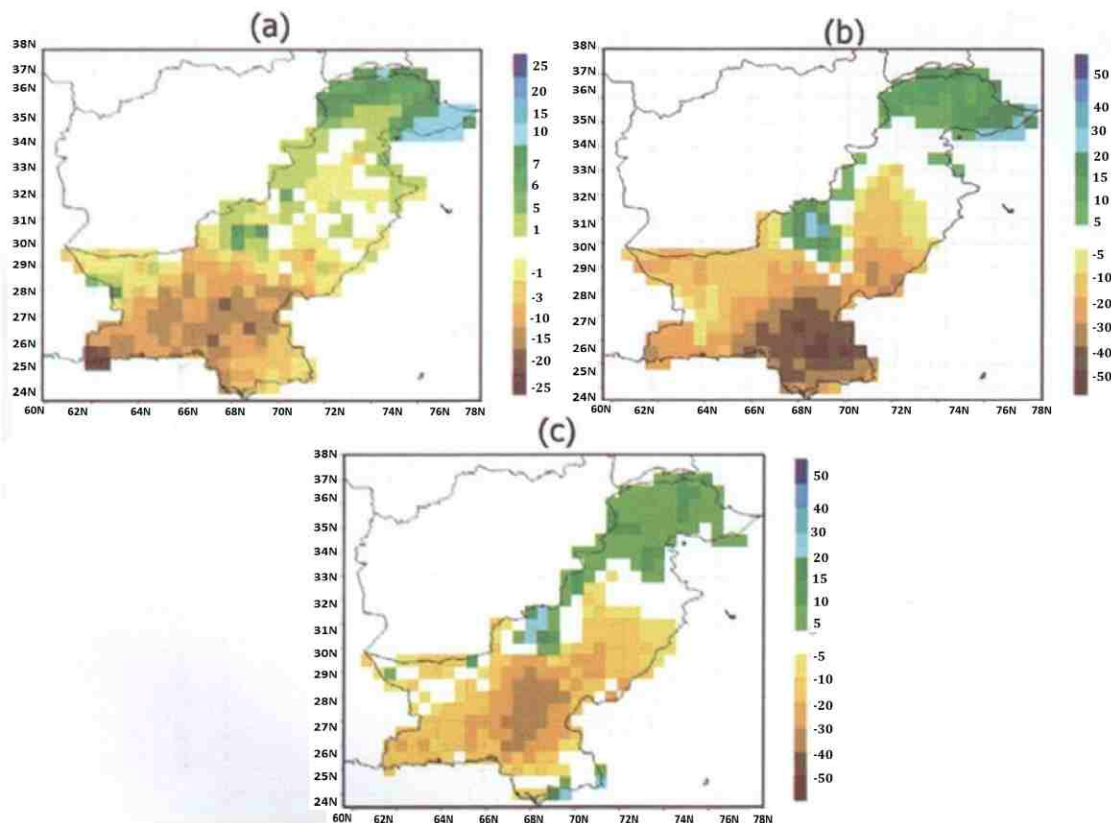 (a)
38N
37N
36N
35N
34N
33N
32N
31N
30N
29N
28N
27N
26N
25N
24N
60N 62N 64N 66N 68N 70N 72N 74N 76N 78N
25
20
15
10
7
6
5
1
-1
-3
-10
-15
-20
-25
(b)
38N
37N
36N
35N
34N
33N
32N
31N
30N
29N
28N
27N
26N
25N
24N
60N 62N 64N 66N 68N 70N 72N 74N 76N 78N
50
40
30
20
15
10
5
-5
-10
-20
-30
-40
-50
(c)
38N
37N
36N
35N
34N
33N
32N
31N
30N
29N
28N
27N
26N
25N
24N
60N 62N 64N 66N 68N 70N 72N 74N 76N 78N
50
40
30
20
15
10
5
-5
-10
-20
-30
-40
-50